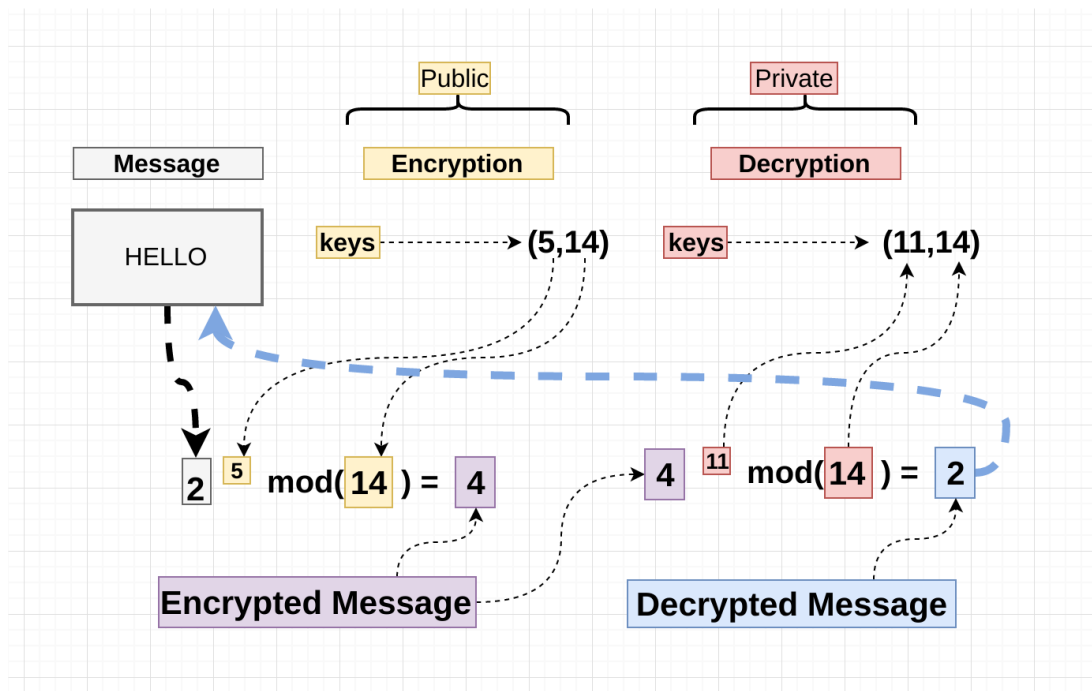 Public
Private
Message
Encryption
Decryption
HELLO
keys
(5,14)
keys
(11,14)
2 5 mod(14) = 4
4 11 mod(14) = 2
Encrypted Message
Decrypted Message